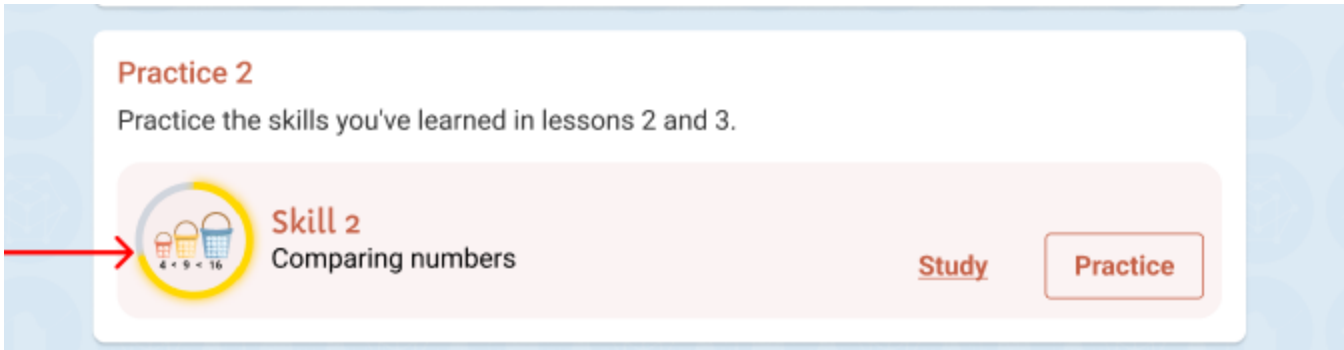 Practice 2
Practice the skills you've learned in lessons 2 and 3.
Skill 2
4 < 9 < 16
Comparing numbers
Study
Practice